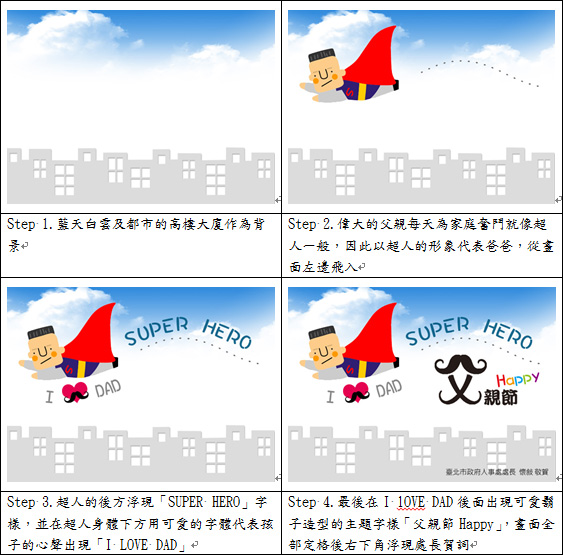 Step 1.藍天白雲及都市的高樓大廈作為背
景
Step 2.偉大的父親每天為家庭奮鬥就像超
人一般，因此以超人的形象代表爸爸，從畫
面左邊飛入
SUPER HERO
I DAD
Step 3.超人的後方浮現「SUPER HERO」字
樣，並在超人身體下方用可愛的字體代表孩
子的心聲出現「I LOVE DAD」
SUPER HERO
I DAD
Happy
父親節
臺北市政府人事處處長 懷敍 敬賀
Step 4.最後在 I lOVE DAD 後面出現可愛鬍
子造型的主題字樣「父親節 Happy」，畫面全
部定格後右下角浮現處長賀詞